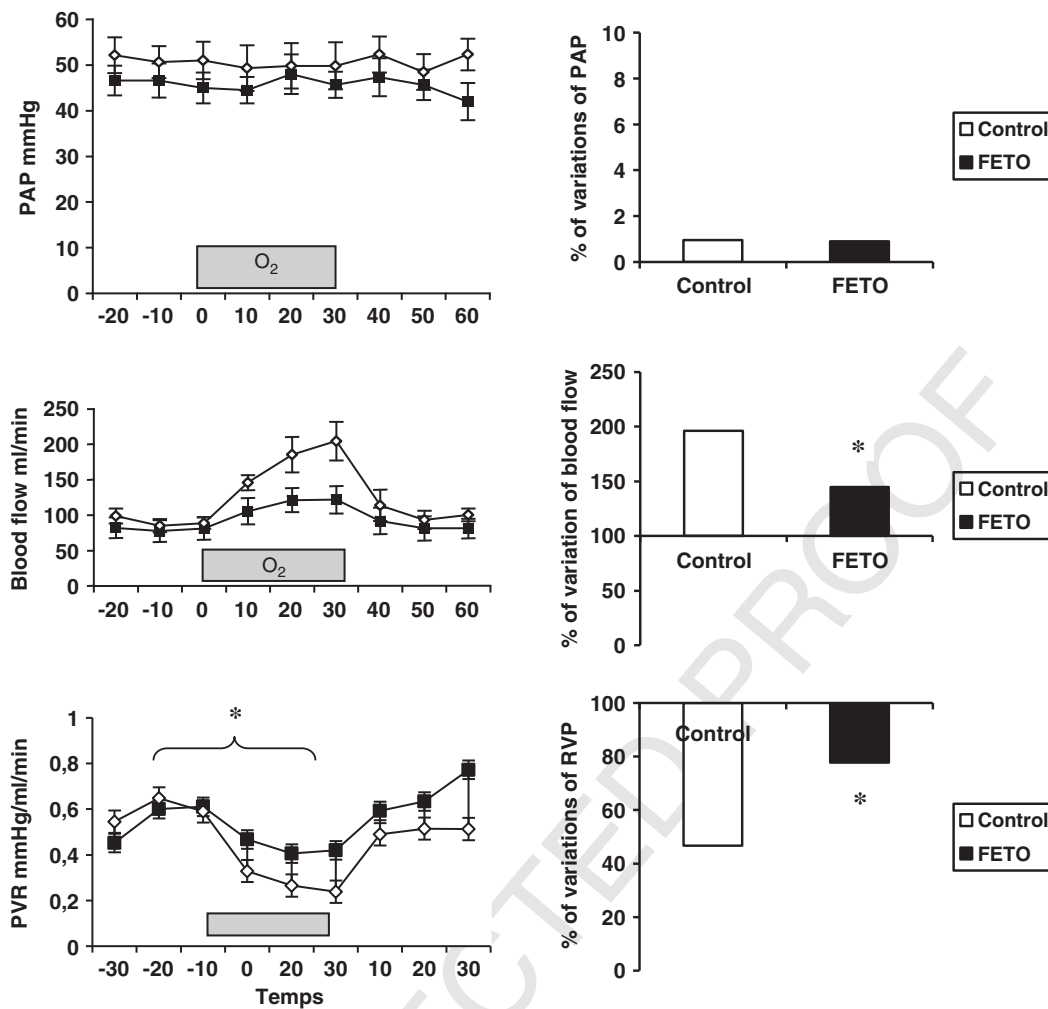 PAP mmHg
60
50
40
30
20
10
0
O2
-20 -10 0 10 20 30 40 50 60
% of variations of PAP
10
8
6
4
2
0
Control FETO
Control
FETO
Blood flow ml/min
250
200
150
100
50
0
O2
-20 -10 0 10 20 30 40 50 60
% of variation of blood flow
250
200
150
100
50
0
*
Control FETO
Control
FETO
PVR mmHg/ml/min
1
0,8
0,6
0,4
0,2
0
*
-30 -20 -10 0 20 30 10 20 30
Temps
% of variations of RVP
100
80
60
40
20
0
Control
*
Control
FETO
CTED PROOF